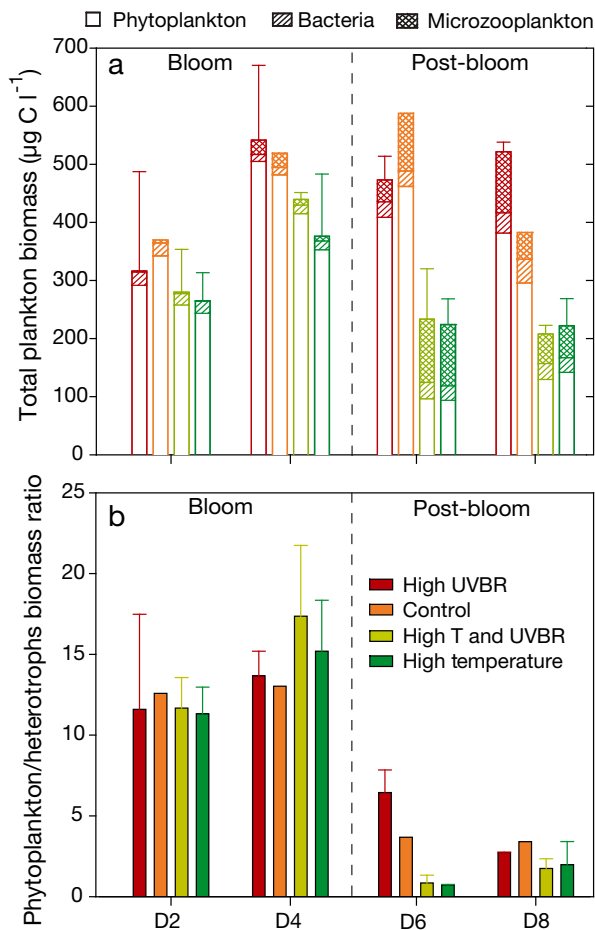 Phytoplankton Bacteria Microzooplankton
a
Bloom
Post-bloom
Total plankton biomass (µg C l⁻¹)
700
600
500
400
300
200
100
0
b
Bloom
Post-bloom
High UVBR
Control
High T and UVBR
High temperature
Phytoplankton/heterotrophs biomass ratio
25
20
15
10
5
0
D2 D4 D6 D8